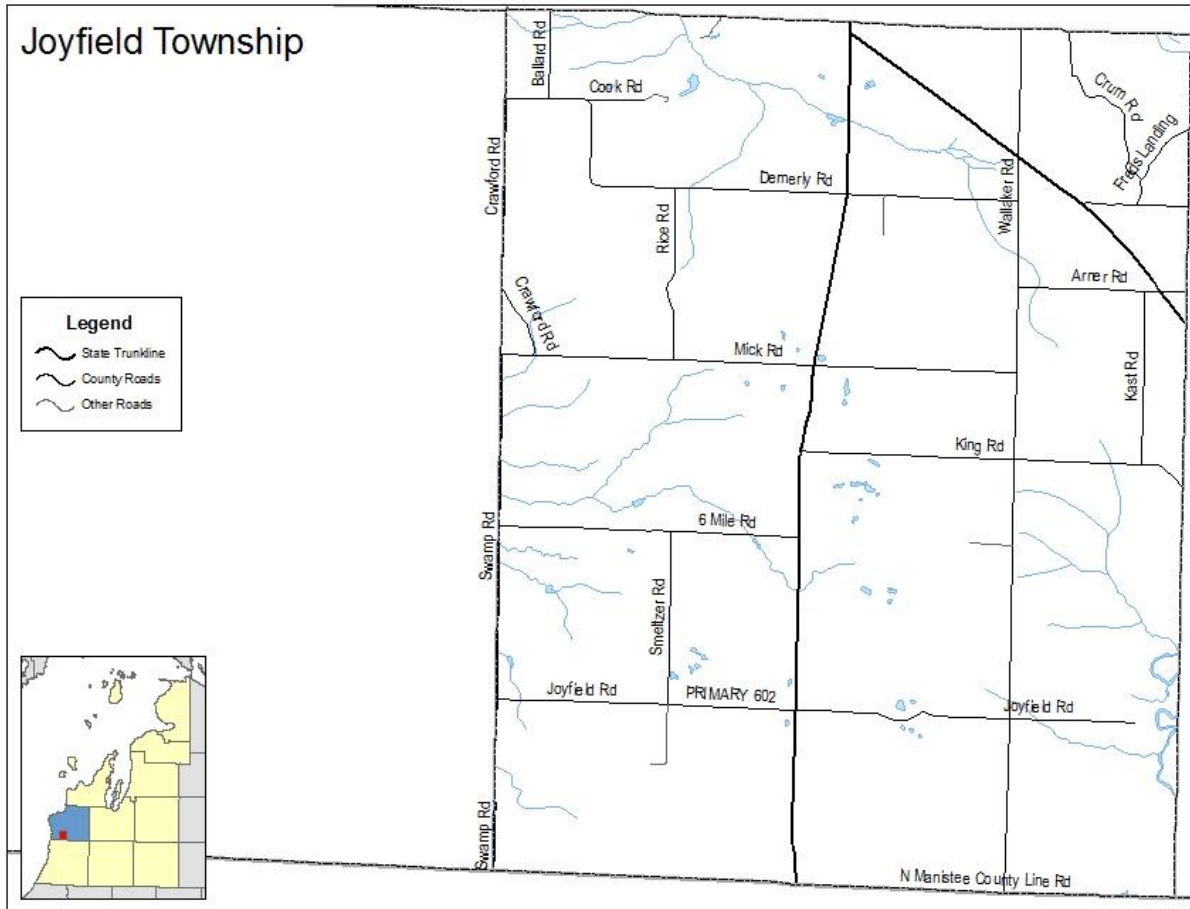 Joyfield Township
Ballard Rd
Cook Rd
Crum Rd
Freds Landing
Crawford Rd
Demerly Rd
Wallaker Rd
Rice Rd
Arner Rd
Crawford Rd
Legend
State Trunkline
County Roads
Other Roads
Mick Rd
Kast Rd
King Rd
6 Mile Rd
Swamp Rd
Smeltzer Rd
Joyfield Rd
PRIMARY 602
Joyfield Rd
Swamp Rd
N Manistee County Line Rd